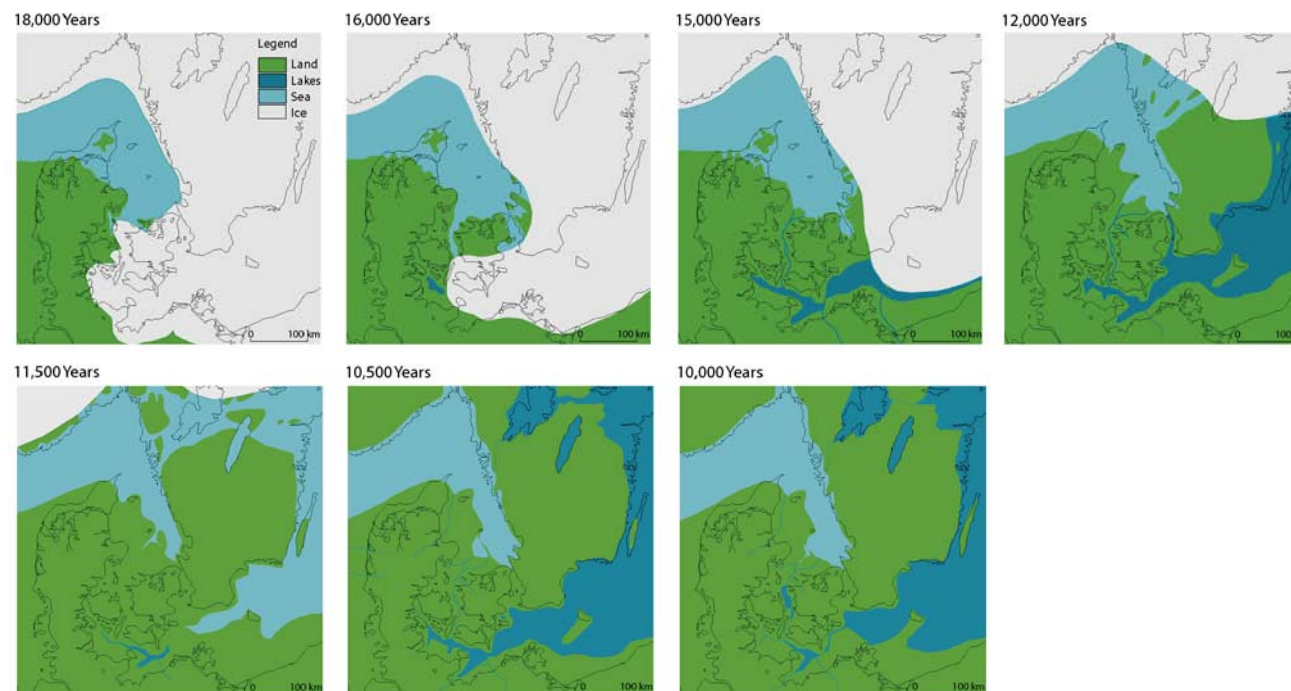 18,000 Years
16,000 Years
15,000 Years
12,000 Years
Legend
Land
Lakes
Sea
Ice
0 100 km
0 100 km
0 100 km
0 100 km
11,500 Years
10,500 Years
10,000 Years
0 100 km
0 100 km
0 100 km